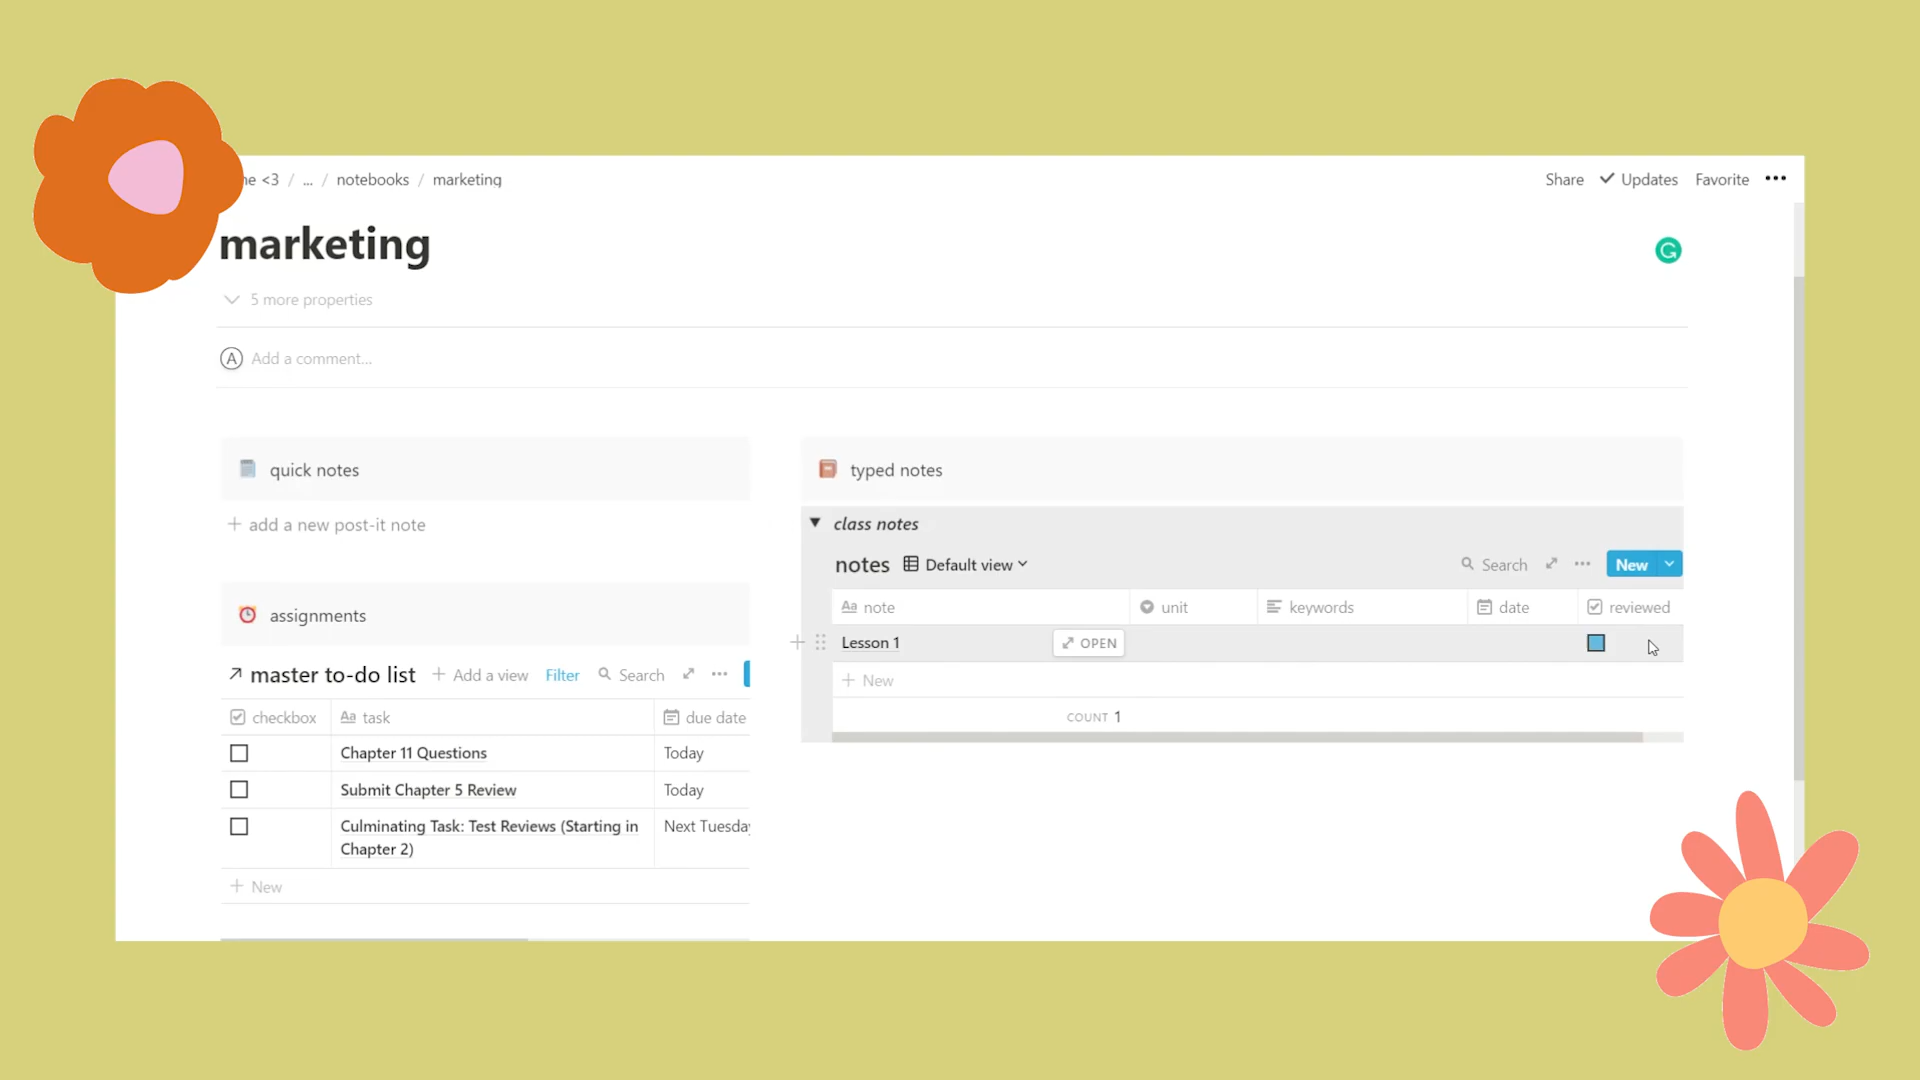 <3 / ... / notebooks / marketing
Share Updates Favorite
marketing
5 more properties
A Add a comment...
quick notes
+ add a new post-it note
assignments
master to-do list + Add a view Filter Search
checkbox Aa task due date
Chapter 11 Questions Today
Submit Chapter 5 Review Today
Culminating Task: Test Reviews (Starting in Next Tuesda
Chapter 2)
+ New
typed notes
class notes
notes Default view Search New
Aa note unit keywords date reviewed
Lesson 1 OPEN
+ New
COUNT 1